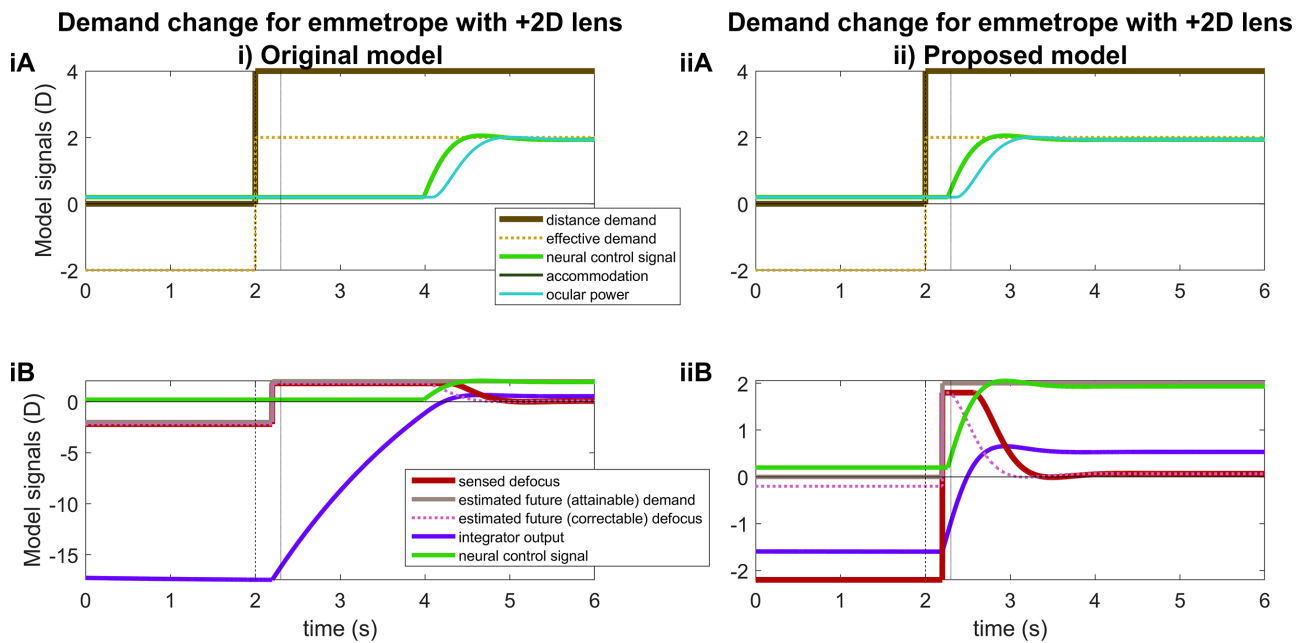 Demand change for emmetrope with +2D lens
i) Original model
iA
4
2
0
-2
Model signals (D)
0
1
2
3
4
5
6
distance demand
effective demand
neural control signal
accommodation
ocular power
Demand change for emmetrope with +2D lens
ii) Proposed model
iiA
4
2
0
-2
0
1
2
3
4
5
6
iB
0
-5
-10
-15
Model signals (D)
0
1
2
3
4
5
6
time (s)
sensed defocus
estimated future (attainable) demand
estimated future (correctable) defocus
integrator output
neural control signal
iiB
2
1
0
-1
-2
0
1
2
3
4
5
6
time (s)